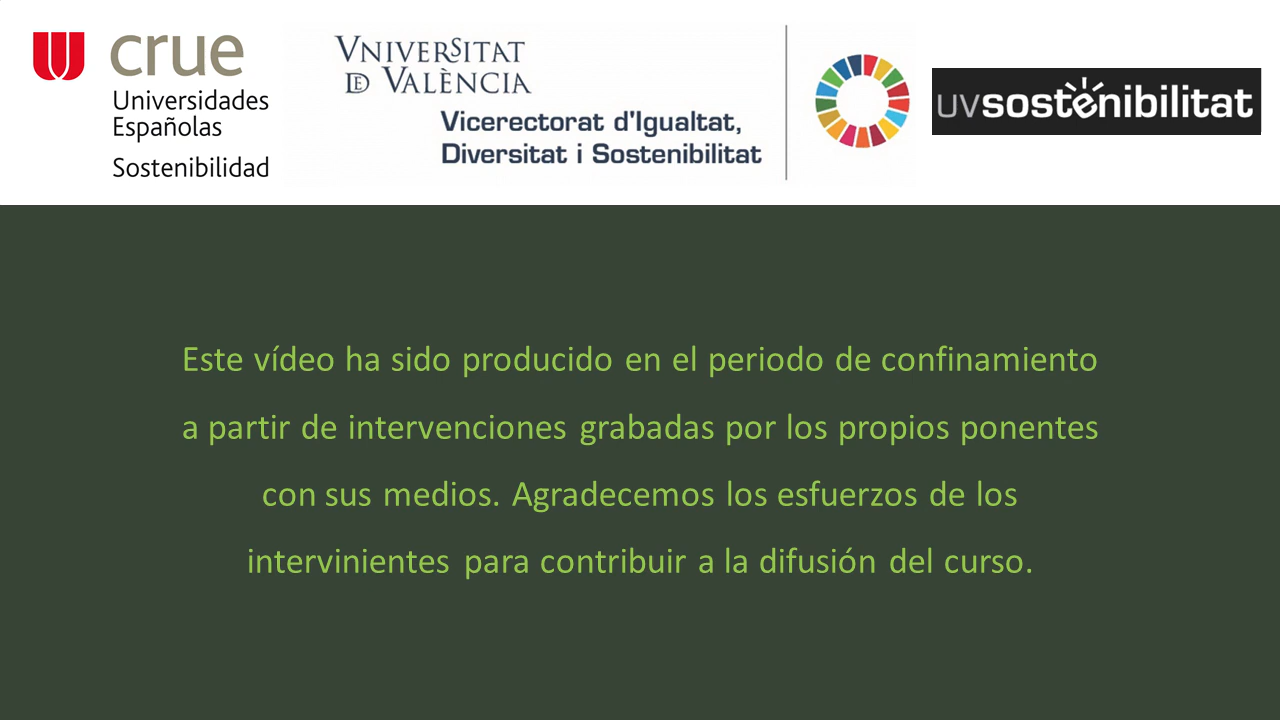 crue
Universidades
Españolas
Sostenibilidad
VNIVERSITAT
DE VALÈNCIA
Vicerectorat d'Igualtat,
Diversitat i Sostenibilitat
uvsostenibilitat
Este vídeo ha sido producido en el periodo de confinamiento
a partir de intervenciones grabadas por los propios ponentes
con sus medios. Agradecemos los esfuerzos de los
intervinientes para contribuir a la difusión del curso.